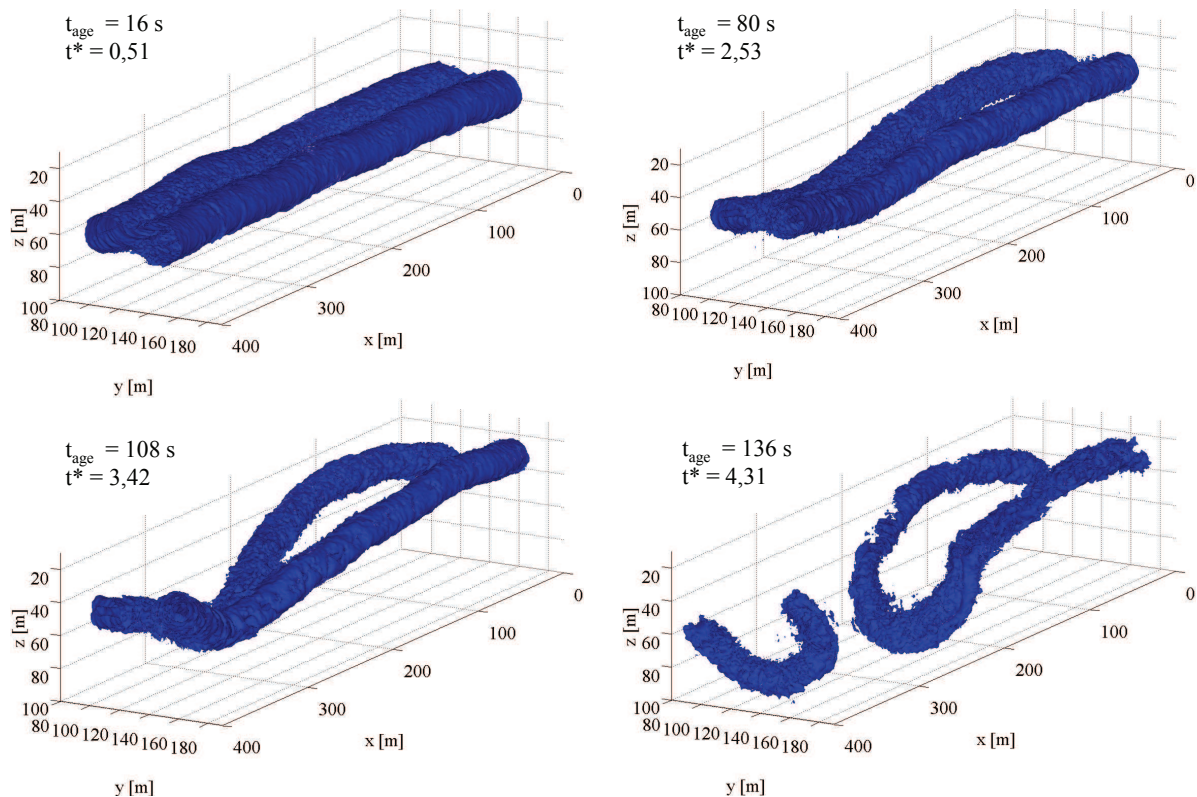 t_age = 16 s
t* = 0,51
20
40
60
80
100
z [m]
80 100 120 140 160 180
y [m]
400
300
200
100
0
x [m]
t_age = 80 s
t* = 2,53
20
40
60
80
100
z [m]
80 100 120 140 160 180
y [m]
400
300
200
100
0
x [m]
t_age = 108 s
t* = 3,42
20
40
60
80
100
z [m]
80 100 120 140 160 180
y [m]
400
300
200
100
0
x [m]
t_age = 136 s
t* = 4,31
20
40
60
80
100
z [m]
80 100 120 140 160 180
y [m]
400
300
200
100
0
x [m]